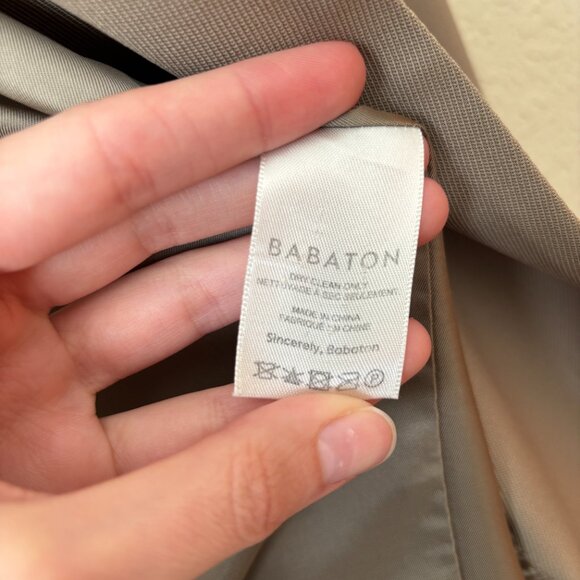 BABATON
DRY CLEAN ONLY
NETTOYAGE À SEC SEULEMENT
MADE IN CHINA
FABRIQUÉ EN CHINE
Sincerely, Babaton
P